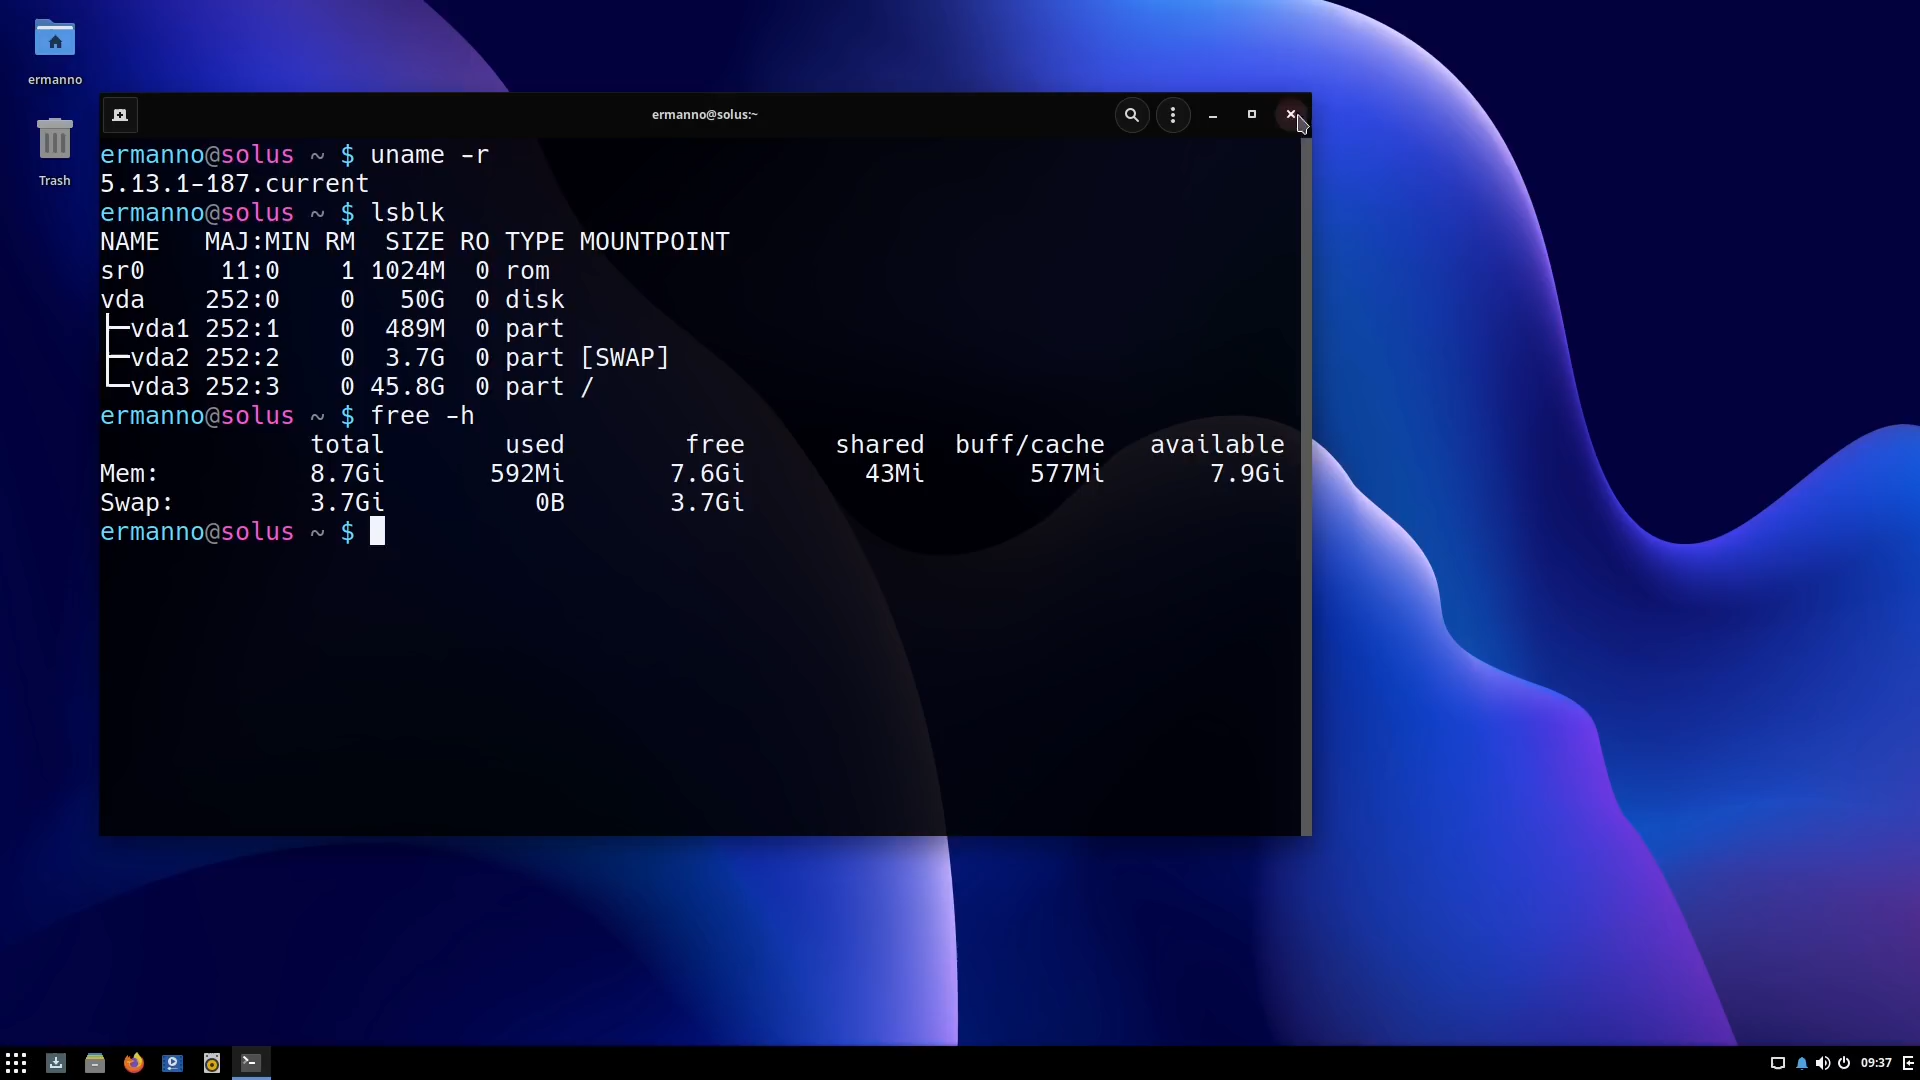 ermanno
Trash
ermanno@solus:~
ermanno@solus ~ $ uname -r
5.13.1-187.current
ermanno@solus ~ $ lsblk
NAME   MAJ:MIN RM  SIZE RO TYPE MOUNTPOINT
sr0     11:0    1 1024M  0 rom
vda    252:0    0   50G  0 disk
├─vda1 252:1    0  489M  0 part
├─vda2 252:2    0  3.7G  0 part [SWAP]
└─vda3 252:3    0 45.8G  0 part /
ermanno@solus ~ $ free -h
              total        used        free      shared  buff/cache   available
Mem:          8.7Gi       592Mi       7.6Gi        43Mi       577Mi       7.9Gi
Swap:         3.7Gi          0B       3.7Gi
ermanno@solus ~ $
09:37